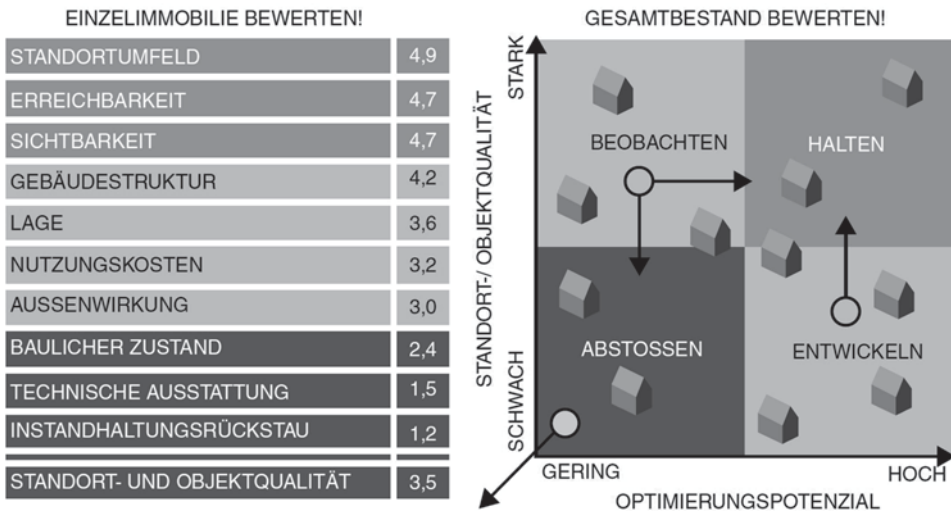 EINZELIMMOBILIE BEWERTEN!
STANDORTUMFELD 4,9
ERREICHBARKEIT 4,7
SICHTBARKEIT 4,7
GEBÄUDESTRUKTUR 4,2
LAGE 3,6
NUTZUNGSKOSTEN 3,2
AUSSENWIRKUNG 3,0
BAULICHER ZUSTAND 2,4
TECHNISCHE AUSSTATTUNG 1,5
INSTANDHALTUNGSRÜCKSTAU 1,2
STANDORT- UND OBJEKTQUALITÄT 3,5
GESAMTBESTAND BEWERTEN!
STANDORT-/ OBJEKTQUALITÄT
STARK
SCHWACH
BEOBACHTEN
HALTEN
ABSTOSSEN
ENTWICKELN
GERING
HOCH
OPTIMIERUNGSPOTENZIAL